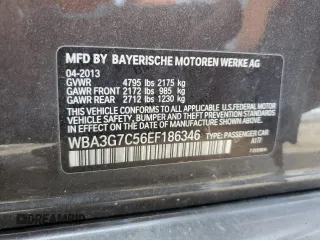 MFD. BY BAYERISCHE MOTOREN WERKE AG
04-2013
GVWR 4795 lbs 2175 kg
GAWR FRONT 2172 lbs 985 kg
GAWR REAR 2712 lbs 1230 kg
THIS VEHICLE CONFORMS TO ALL APPLICABLE
FEDERAL MOTOR VEHICLE SAFETY, BUMPER,
AND THEFT PREVENTION STANDARDS IN EFFECT ON
THE DATE OF MANUFACTURE SHOWN ABOVE.
WBA3G7C56EF186346 TYPE: PASSENGER CAR
A172
DREAMBID